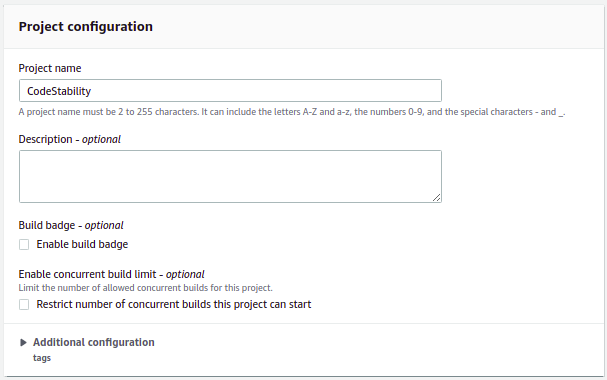 Project configuration
Project name
CodeStability
A project name must be 2 to 255 characters. It can include the letters A-Z and a-z, the numbers 0-9, and the special characters - and _.
Description - optional
Build badge - optional
Enable build badge
Enable concurrent build limit - optional
Limit the number of allowed concurrent builds for this project.
Restrict number of concurrent builds this project can start
Additional configuration
tags